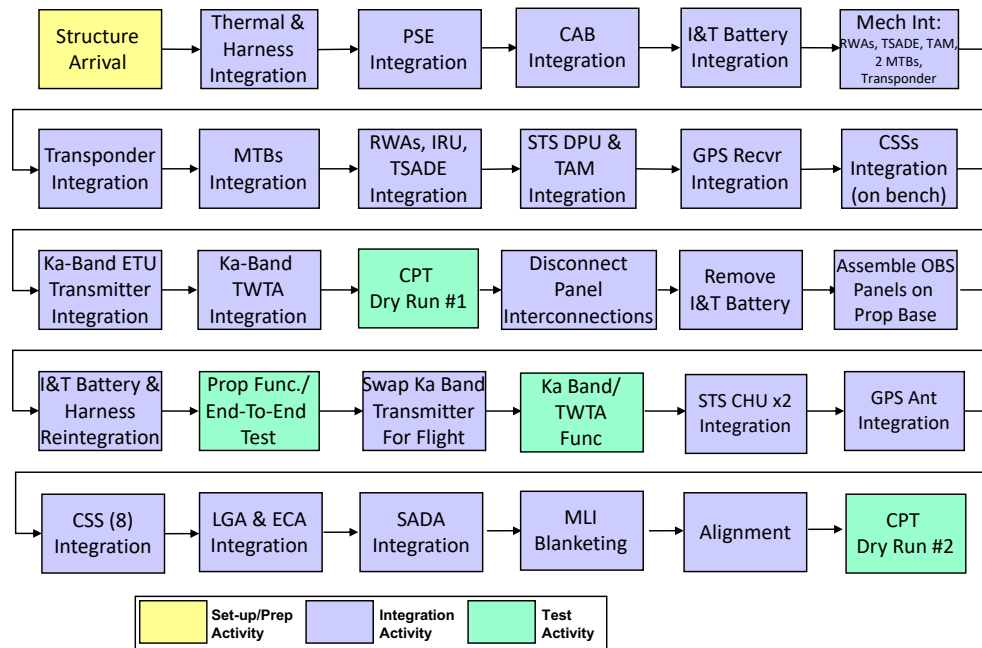 Structure
Arrival
Thermal &
Harness
Integration
PSE
Integration
CAB
Integration
I&T Battery
Integration
Mech Int:
RWAs, TSADE, TAM,
2 MTBs,
Transponder
Transponder
Integration
MTBs
Integration
RWAs, IRU,
TSADE
Integration
STS DPU &
TAM
Integration
GPS Recvr
Integration
CSSs
Integration
(on bench)
Ka-Band ETU
Transmitter
Integration
Ka-Band
TWTA
Integration
CPT
Dry Run #1
Disconnect
Panel
Interconnections
Remove
I&T Battery
Assemble OBS
Panels on
Prop Base
I&T Battery &
Harness
Reintegration
Prop Func./
End-To-End
Test
Swap Ka Band
Transmitter
For Flight
Ka Band/
TWTA
Func
STS CHU x2
Integration
GPS Ant
Integration
CSS (8)
Integration
LGA & ECA
Integration
SADA
Integration
MLI
Blanketing
Alignment
CPT
Dry Run #2
Set-up/Prep
Activity
Integration
Activity
Test
Activity